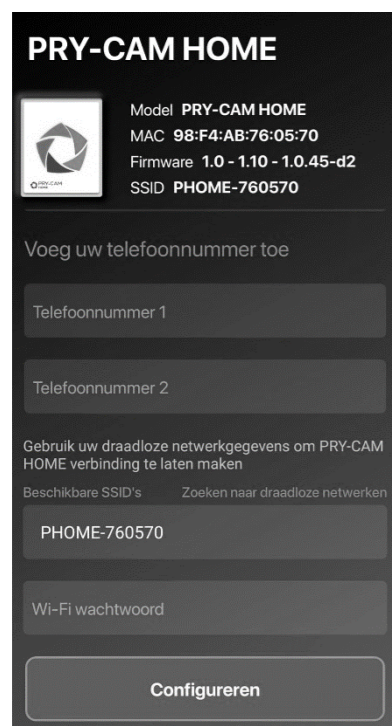 PRY-CAM HOME
Model PRY-CAM HOME
MAC 98:F4:AB:76:05:70
Firmware 1.0 - 1.10 - 1.0.45-d2
SSID PHOME-760570
PRY-CAM
Voeg uw telefoonnummer toe
Telefoonnummer 1
Telefoonnummer 2
Gebruik uw draadloze netwerkgegevens om PRY-CAM
HOME verbinding te laten maken
Beschikbare SSID's Zoeken naar draadloze netwerken
PHOME-760570
Wi-Fi wachtwoord
Configureren